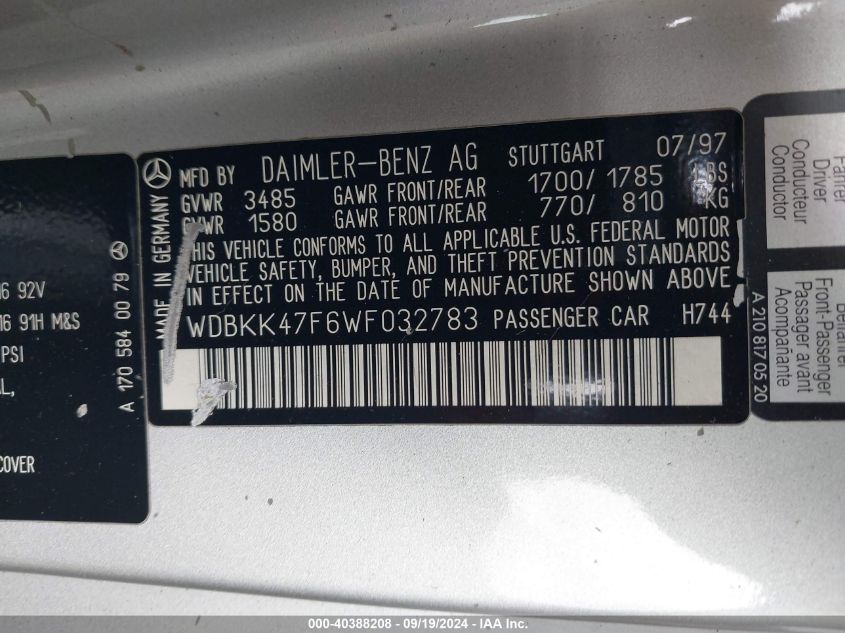 16 92V
16 91H M&S
PSI
COVER
A 170 584 00 79
MADE IN GERMANY
MFD BY DAIMLER-BENZ AG STUTTGART 07/97
GVWR 3485 GAWR FRONT/REAR 1700/ 1785 LBS
GVWR 1580 GAWR FRONT/REAR 770/ 810 KG
THIS VEHICLE CONFORMS TO ALL APPLICABLE U.S. FEDERAL MOTOR
VEHICLE SAFETY, BUMPER, AND THEFT PREVENTION STANDARDS
IN EFFECT ON THE DATE OF MANUFACTURE SHOWN ABOVE
WDBKK47F6WF032783 PASSENGER CAR H744
A 210 817 05 20
Fahrer
Driver
Conducteur
Conductor
Beifahrer
Front-Passenger
Passager avant
Acompañante
000-40388208 - 09/19/2024 - IAA Inc.